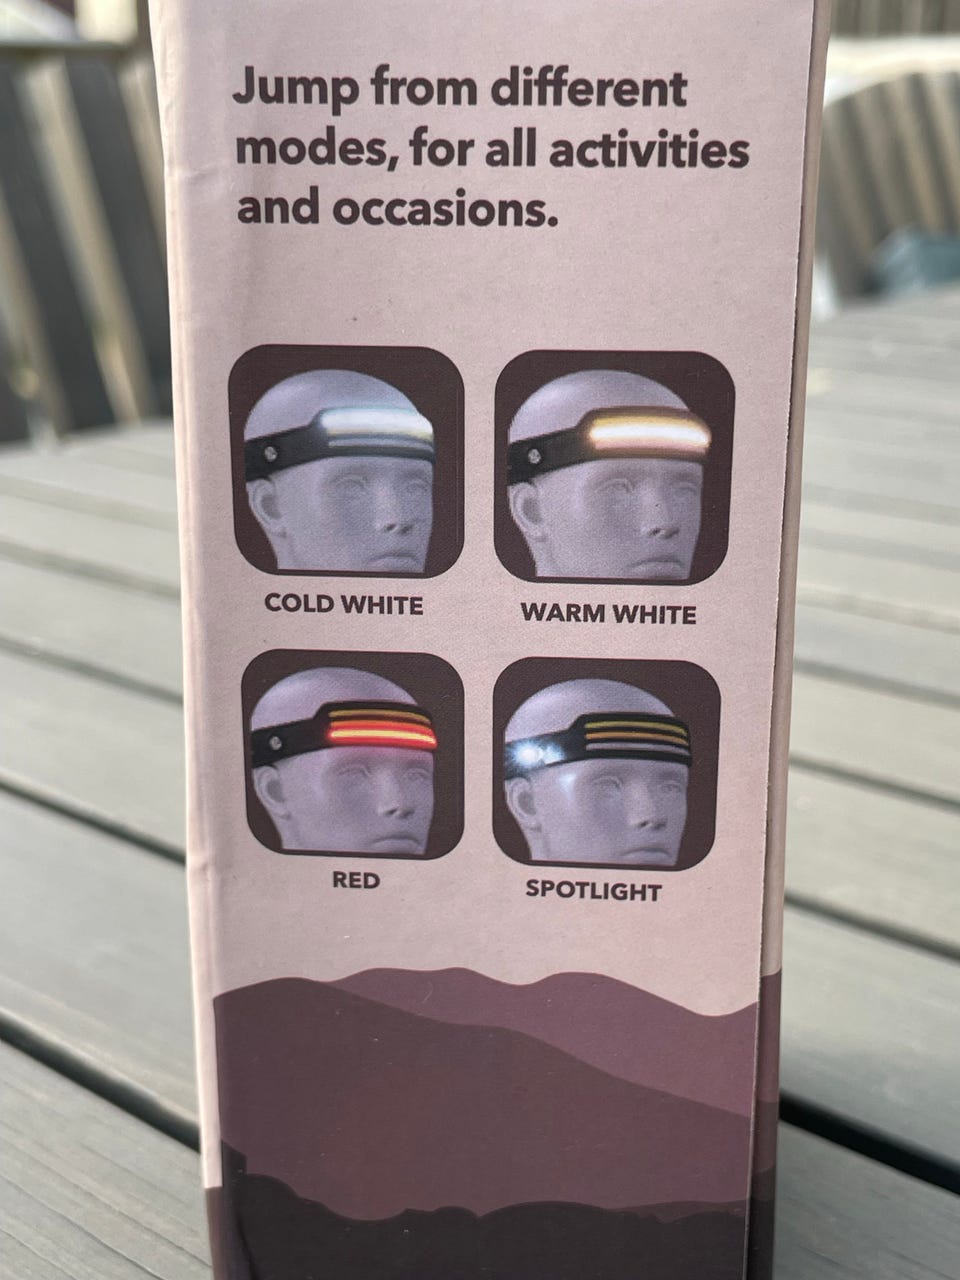 Jump from different
modes, for all activities
and occasions.
COLD WHITE
WARM WHITE
RED
SPOTLIGHT